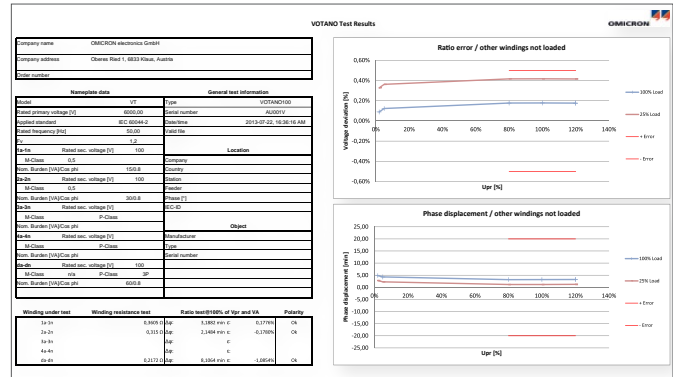 VOTANO Test Results
OMICRON
Company name OMICRON electronics GmbH
Company address Oberes Ried 1, 6833 Klaus, Austria
Order number
Nameplate data General test information
Model VT Type VOTANO100
Rated primary voltage [V] 6000,00 Serial number AU001V
Applied standard IEC 60044-2 Date/time 2013-07-22, 16:36:16 AM
Rated frequency [Hz] 50,00 Valid file
Fv 1,2
1a-1n Rated sec. voltage [V] 100 Location
M-Class 0,5 Company
Nom. Burden [VA]/Cos phi 15/0.8 Country
2a-2n Rated sec. voltage [V] 100 Station
M-Class 0,5 Feeder
Nom. Burden [VA]/Cos phi 30/0.8 Phase [°]
3a-3n Rated sec. voltage [V] IEC-ID
M-Class P-Class
Nom. Burden [VA]/Cos phi Object
4a-4n Rated sec. voltage [V] Manufacturer
M-Class P-Class Type
Nom. Burden [VA]/Cos phi Serial number
da-dn Rated sec. voltage [V] 100
M-Class n/a P-Class 3P
Nom. Burden [VA]/Cos phi 60/0.8
Winding under test Winding resistance test Ratio test@100% of Vpr and VA Polarity
1a-1n 0,3605 Ω Δφ: 3,1882 min ε: 0,1776% Ok
2a-2n 0,315 Ω Δφ: 2,1484 min ε: -0,1780% Ok
3a-3n Δφ: ε:
4a-4n Δφ: ε:
da-dn 0,2172 Ω Δφ: 8,1064 min ε: -1,0854% Ok
Ratio error / other windings not loaded
Voltage deviation [%]
0,60%
0,40%
0,20%
0,00%
-0,20%
-0,40%
-0,60%
0% 20% 40% 60% 80% 100% 120% 140%
Upr [%]
100% Load
25% Load
+ Error
- Error
Phase displacement / other windings not loaded
Phase displacement [min]
25,00
20,00
15,00
10,00
5,00
0,00
-5,00
-10,00
-15,00
-20,00
-25,00
0% 20% 40% 60% 80% 100% 120% 140%
Upr [%]
100% Load
25% Load
+ Error
- Error